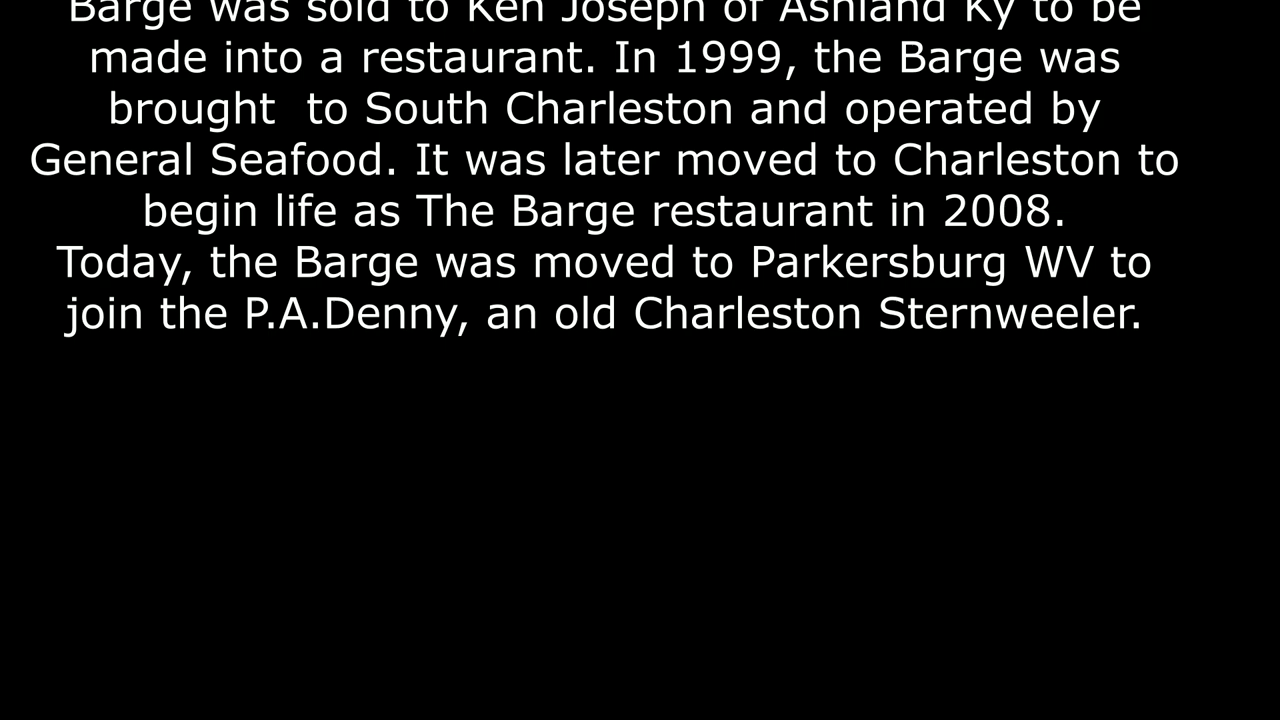 Barge was sold to Ken Joseph of Ashland Ky to be
made into a restaurant. In 1999, the Barge was
brought  to South Charleston and operated by
General Seafood. It was later moved to Charleston to
begin life as The Barge restaurant in 2008.
Today, the Barge was moved to Parkersburg WV to
join the P.A.Denny, an old Charleston Sternweeler.